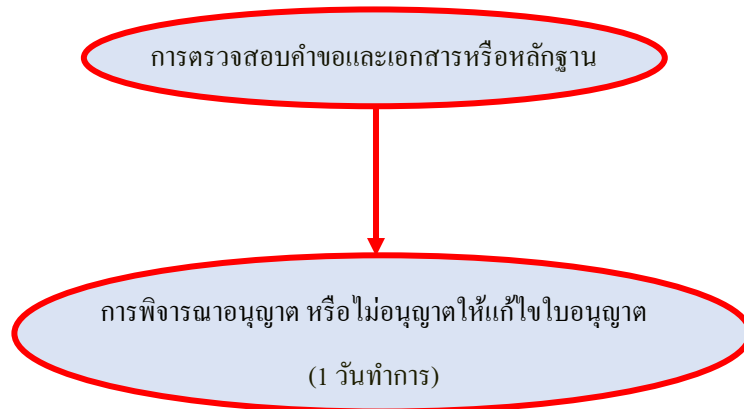 การตรวจสอบคำขอและเอกสารหรือหลักฐาน
การพิจารณาอนุญาต หรือไม่อนุญาตให้แก้ไขใบอนุญาต
(1 วันทำการ)